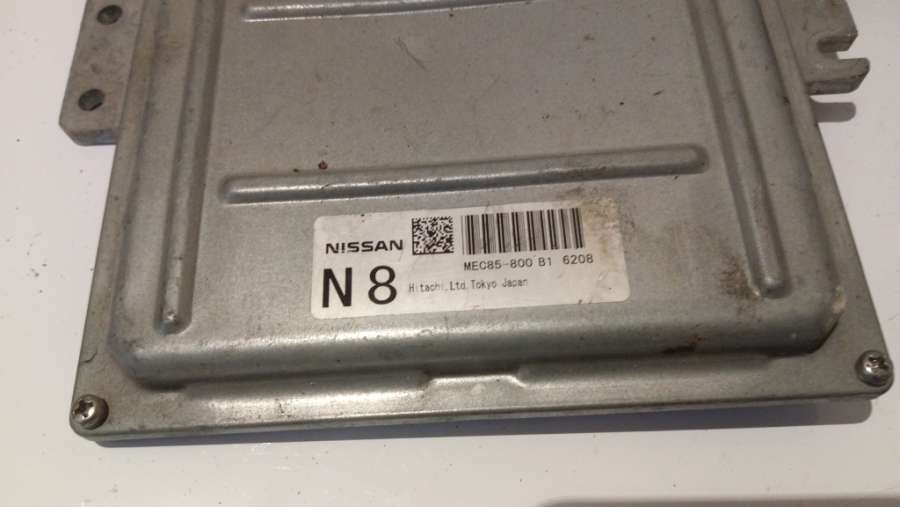 NISSAN
MEC85-800 B1 6208
N8 Hitachi,Ltd.Tokyo Japan